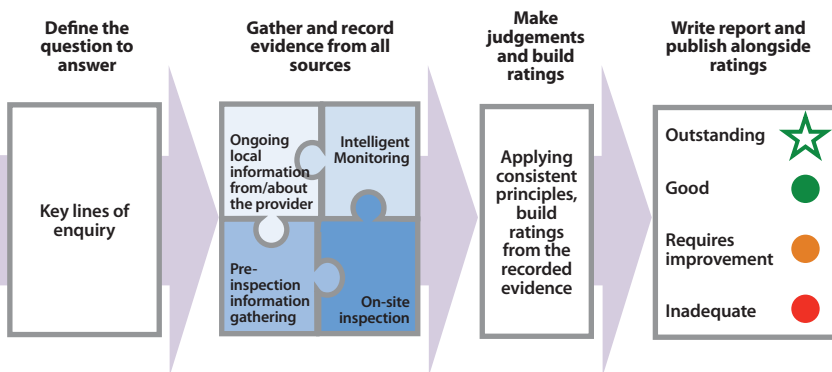 Define the
question to
answer
Gather and record
evidence from all
sources
Make
judgements
and build
ratings
Write report and
publish alongside
ratings
Key lines of
enquiry
Ongoing
local
information
from/about
the provider
Intelligent
Monitoring
Pre-
inspection
information
gathering
On-site
inspection
Applying
consistent
principles,
build
ratings
from the
recorded
evidence
Outstanding
Good
Requires
improvement
Inadequate